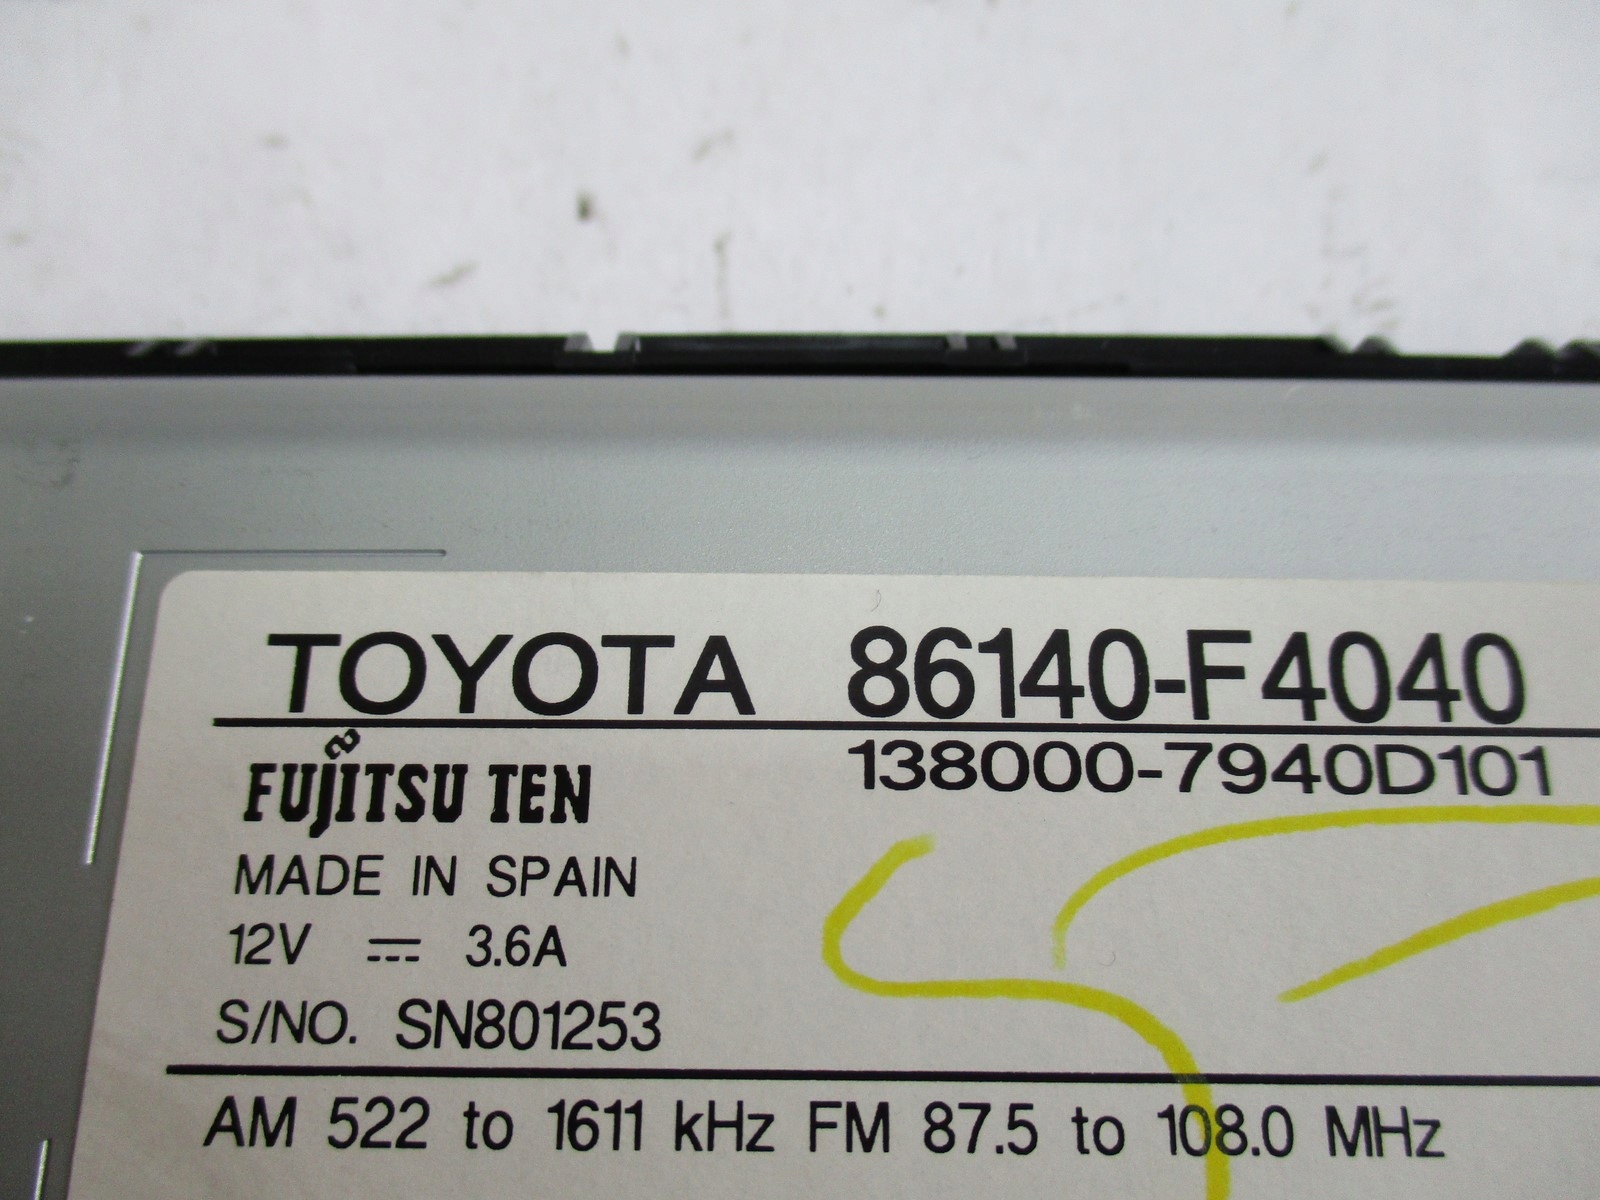 TOYOTA 86140-F4040
FUJITSU TEN 138000-7940D101
MADE IN SPAIN
12V ⎓ 3.6A
S/NO. SN801253
AM 522 to 1611 kHz FM 87.5 to 108.0 MHz